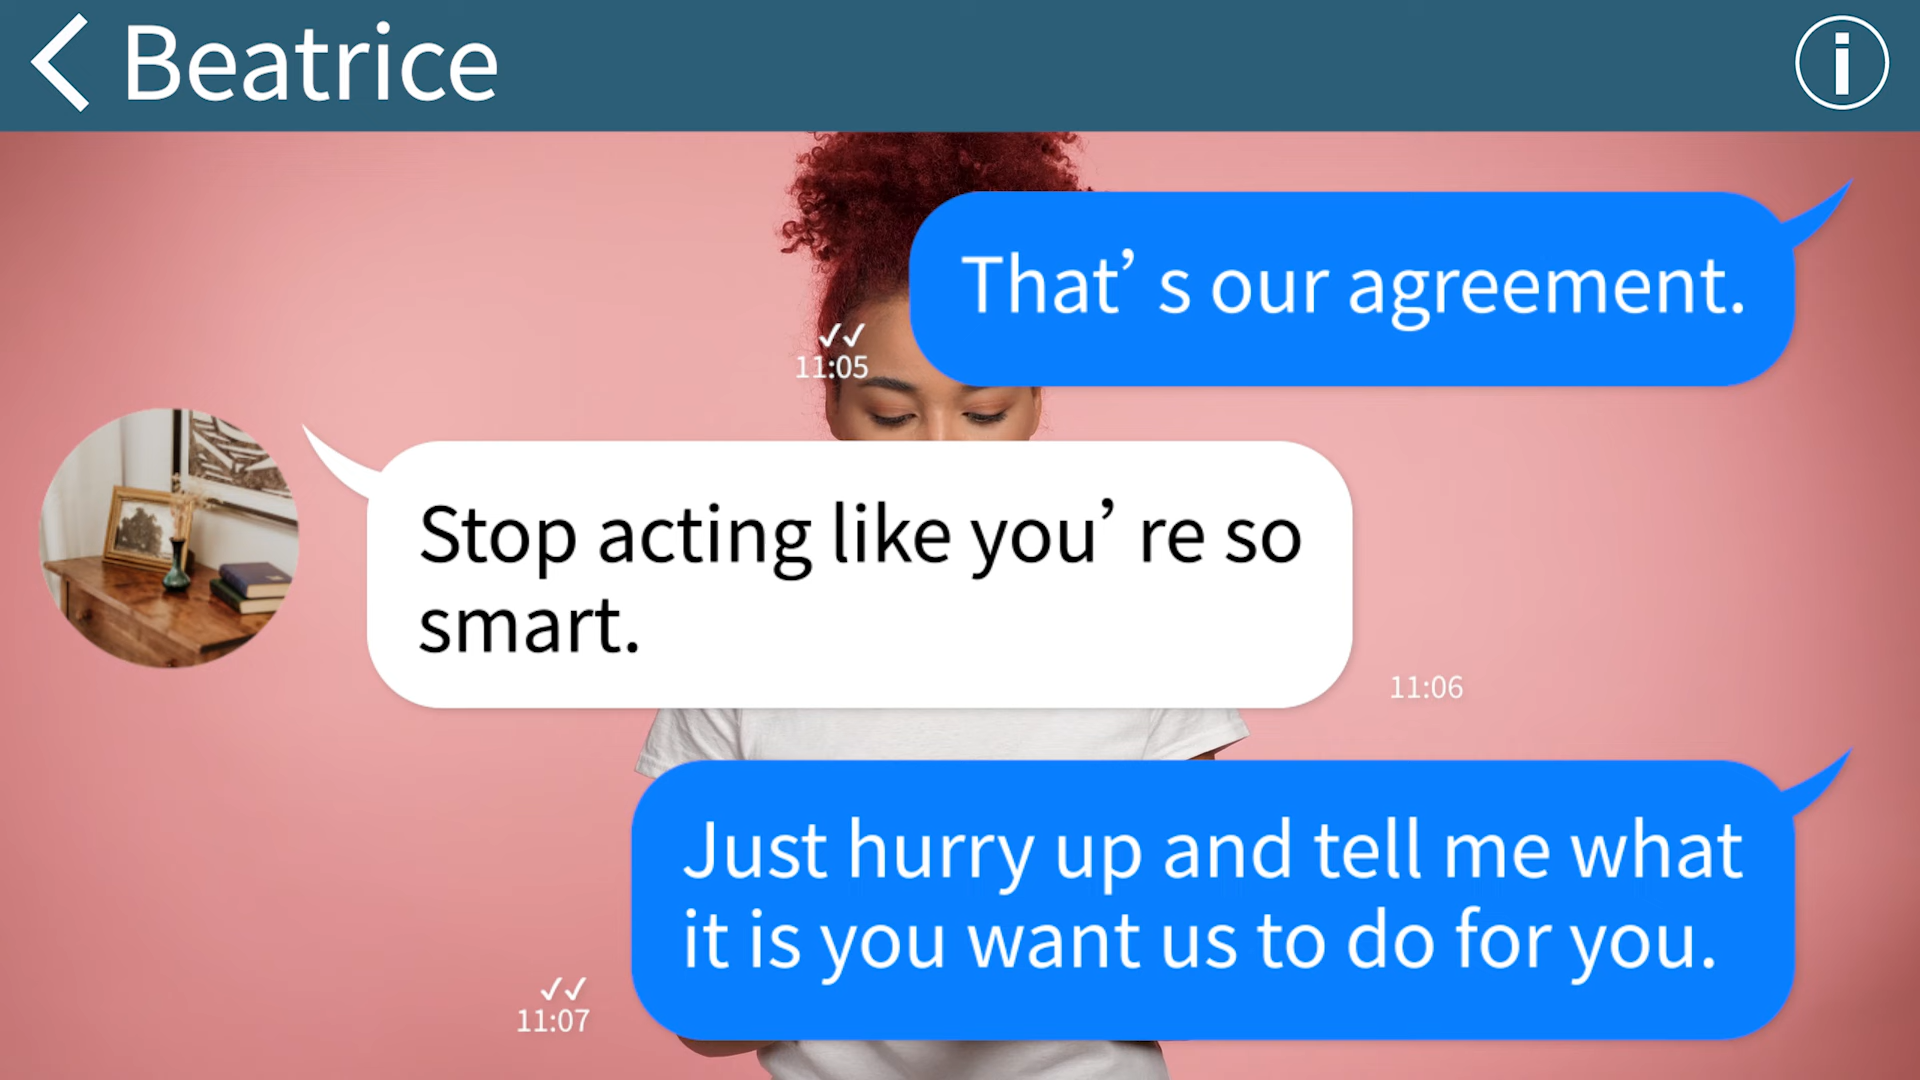 Beatrice
That’s our agreement.
✓✓
11:05
Stop acting like you’re so
smart.
11:06
Just hurry up and tell me what
it is you want us to do for you.
✓✓
11:07